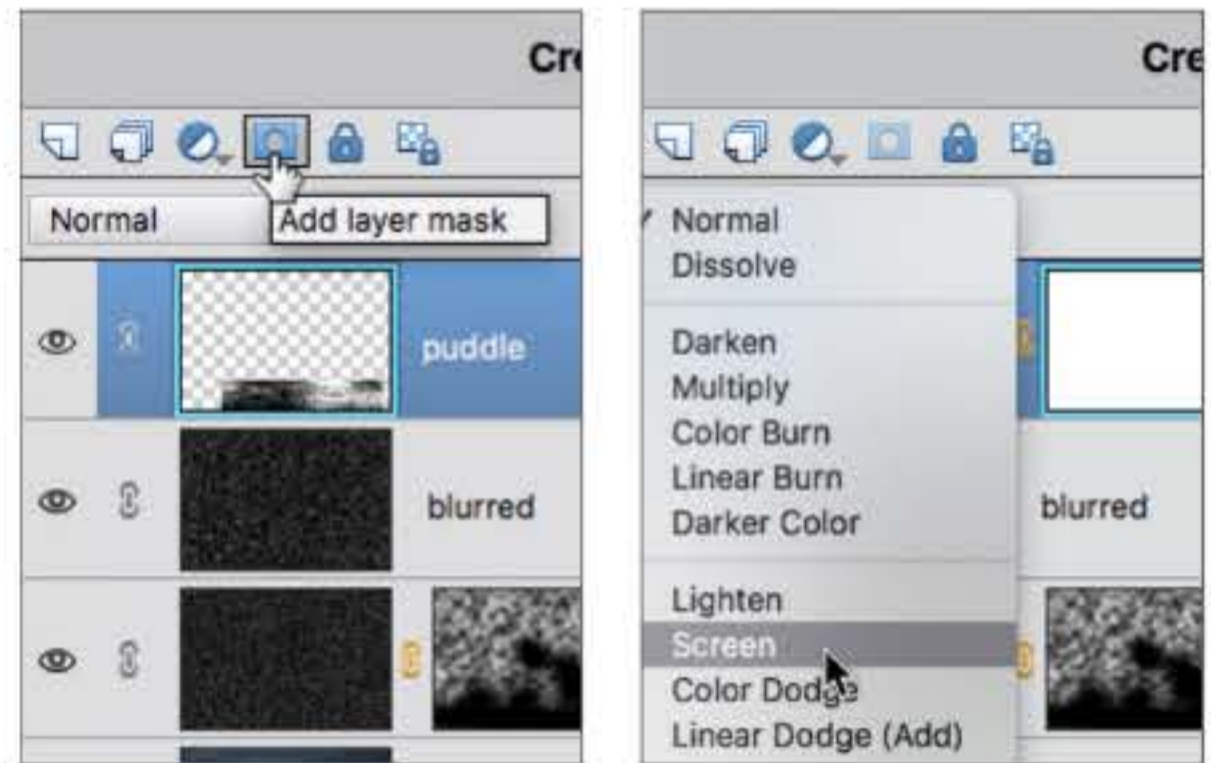 Cre
Normal
Add layer mask
puddle
blurred
Cre
Normal
Dissolve
Darken
Multiply
Color Burn
Linear Burn
Darker Color
Lighten
Screen
Color Dodge
Linear Dodge (Add)
blurred